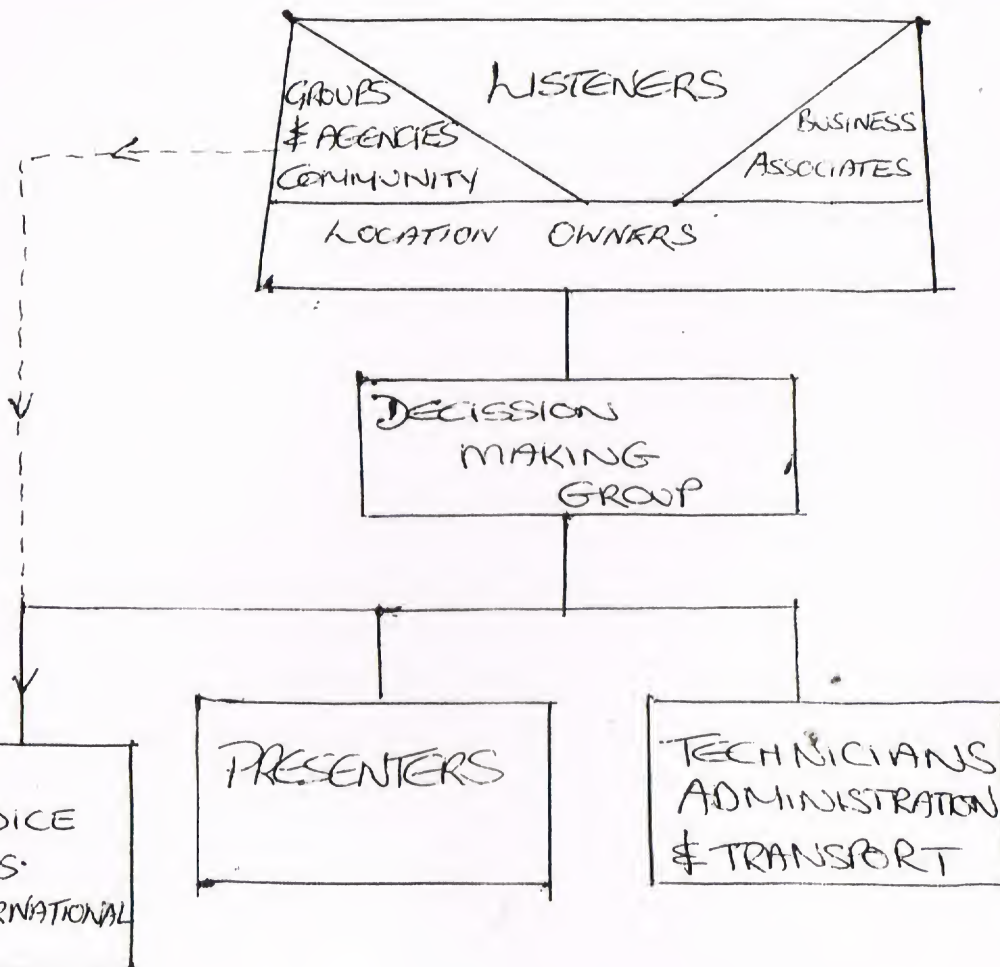 LISTENERS
GROUPS
& AGENCIES
COMMUNITY
BUSINESS
ASSOCIATES
LOCATION OWNERS
DECISSION
MAKING
GROUP
PRESENTERS
TECHNICIANS
ADMINISTRATION
& TRANSPORT